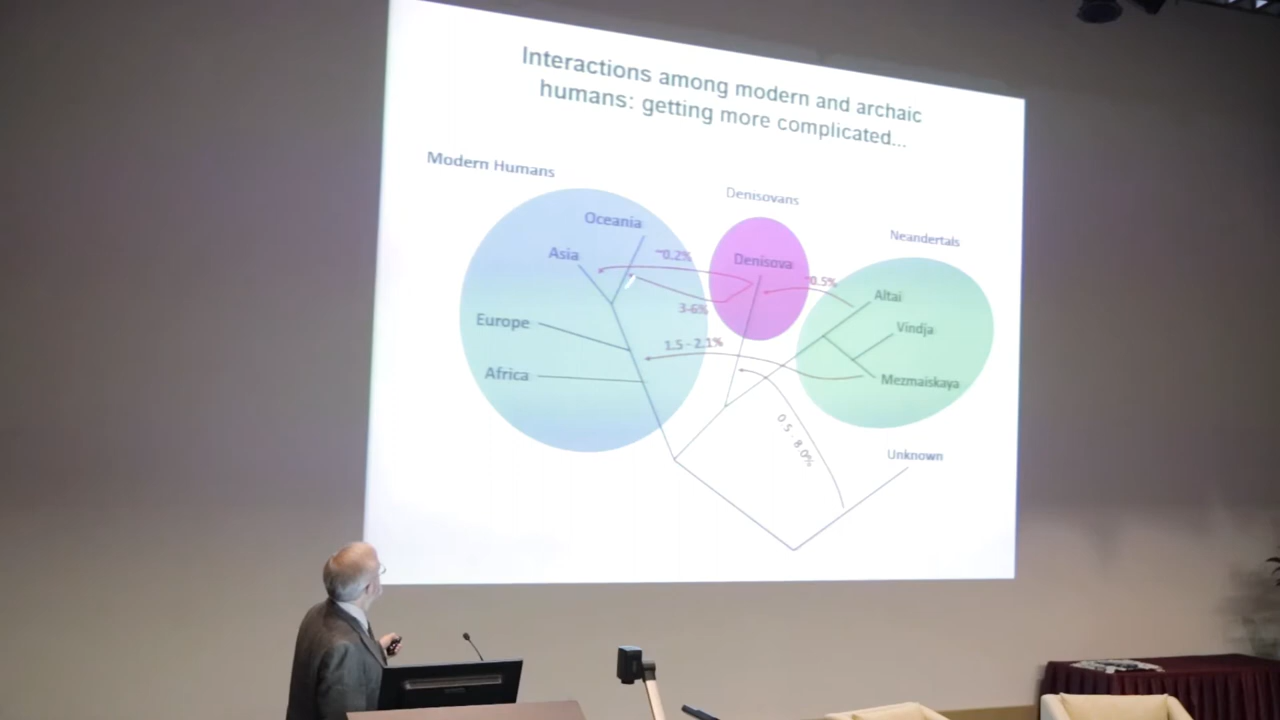 Interactions among modern and archaic
humans: getting more complicated...
Modern Humans
Denisovans
Neandertals
Oceania
Asia
~0.2%
Denisova
~0.5%
Altai
3-6%
Europe
Vindja
1.5 - 2.1%
Africa
Mezmaiskaya
0.5 - 8.0%
Unknown